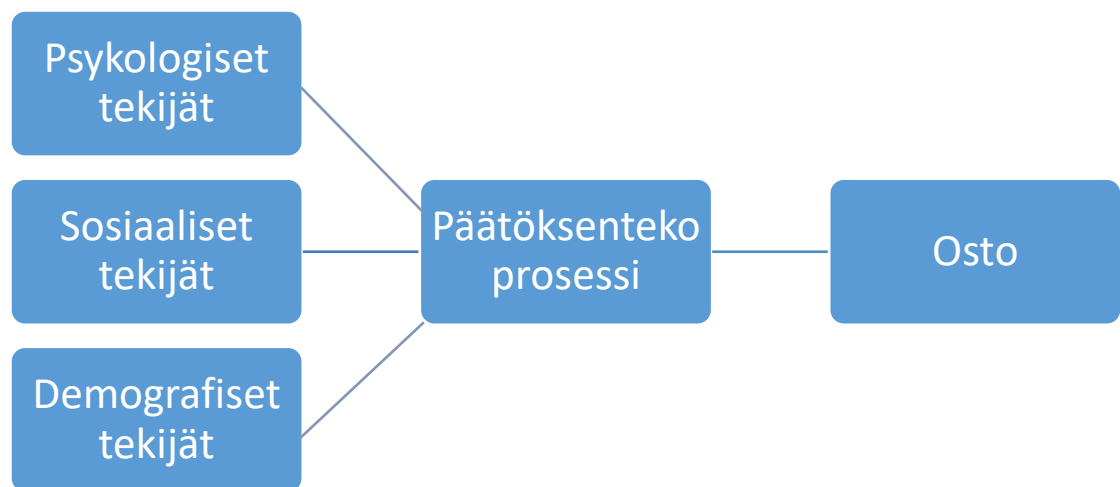 Psykologiset
tekijät
Sosiaaliset
tekijät
Demografiset
tekijät
Päätöksenteko
prosessi
Osto